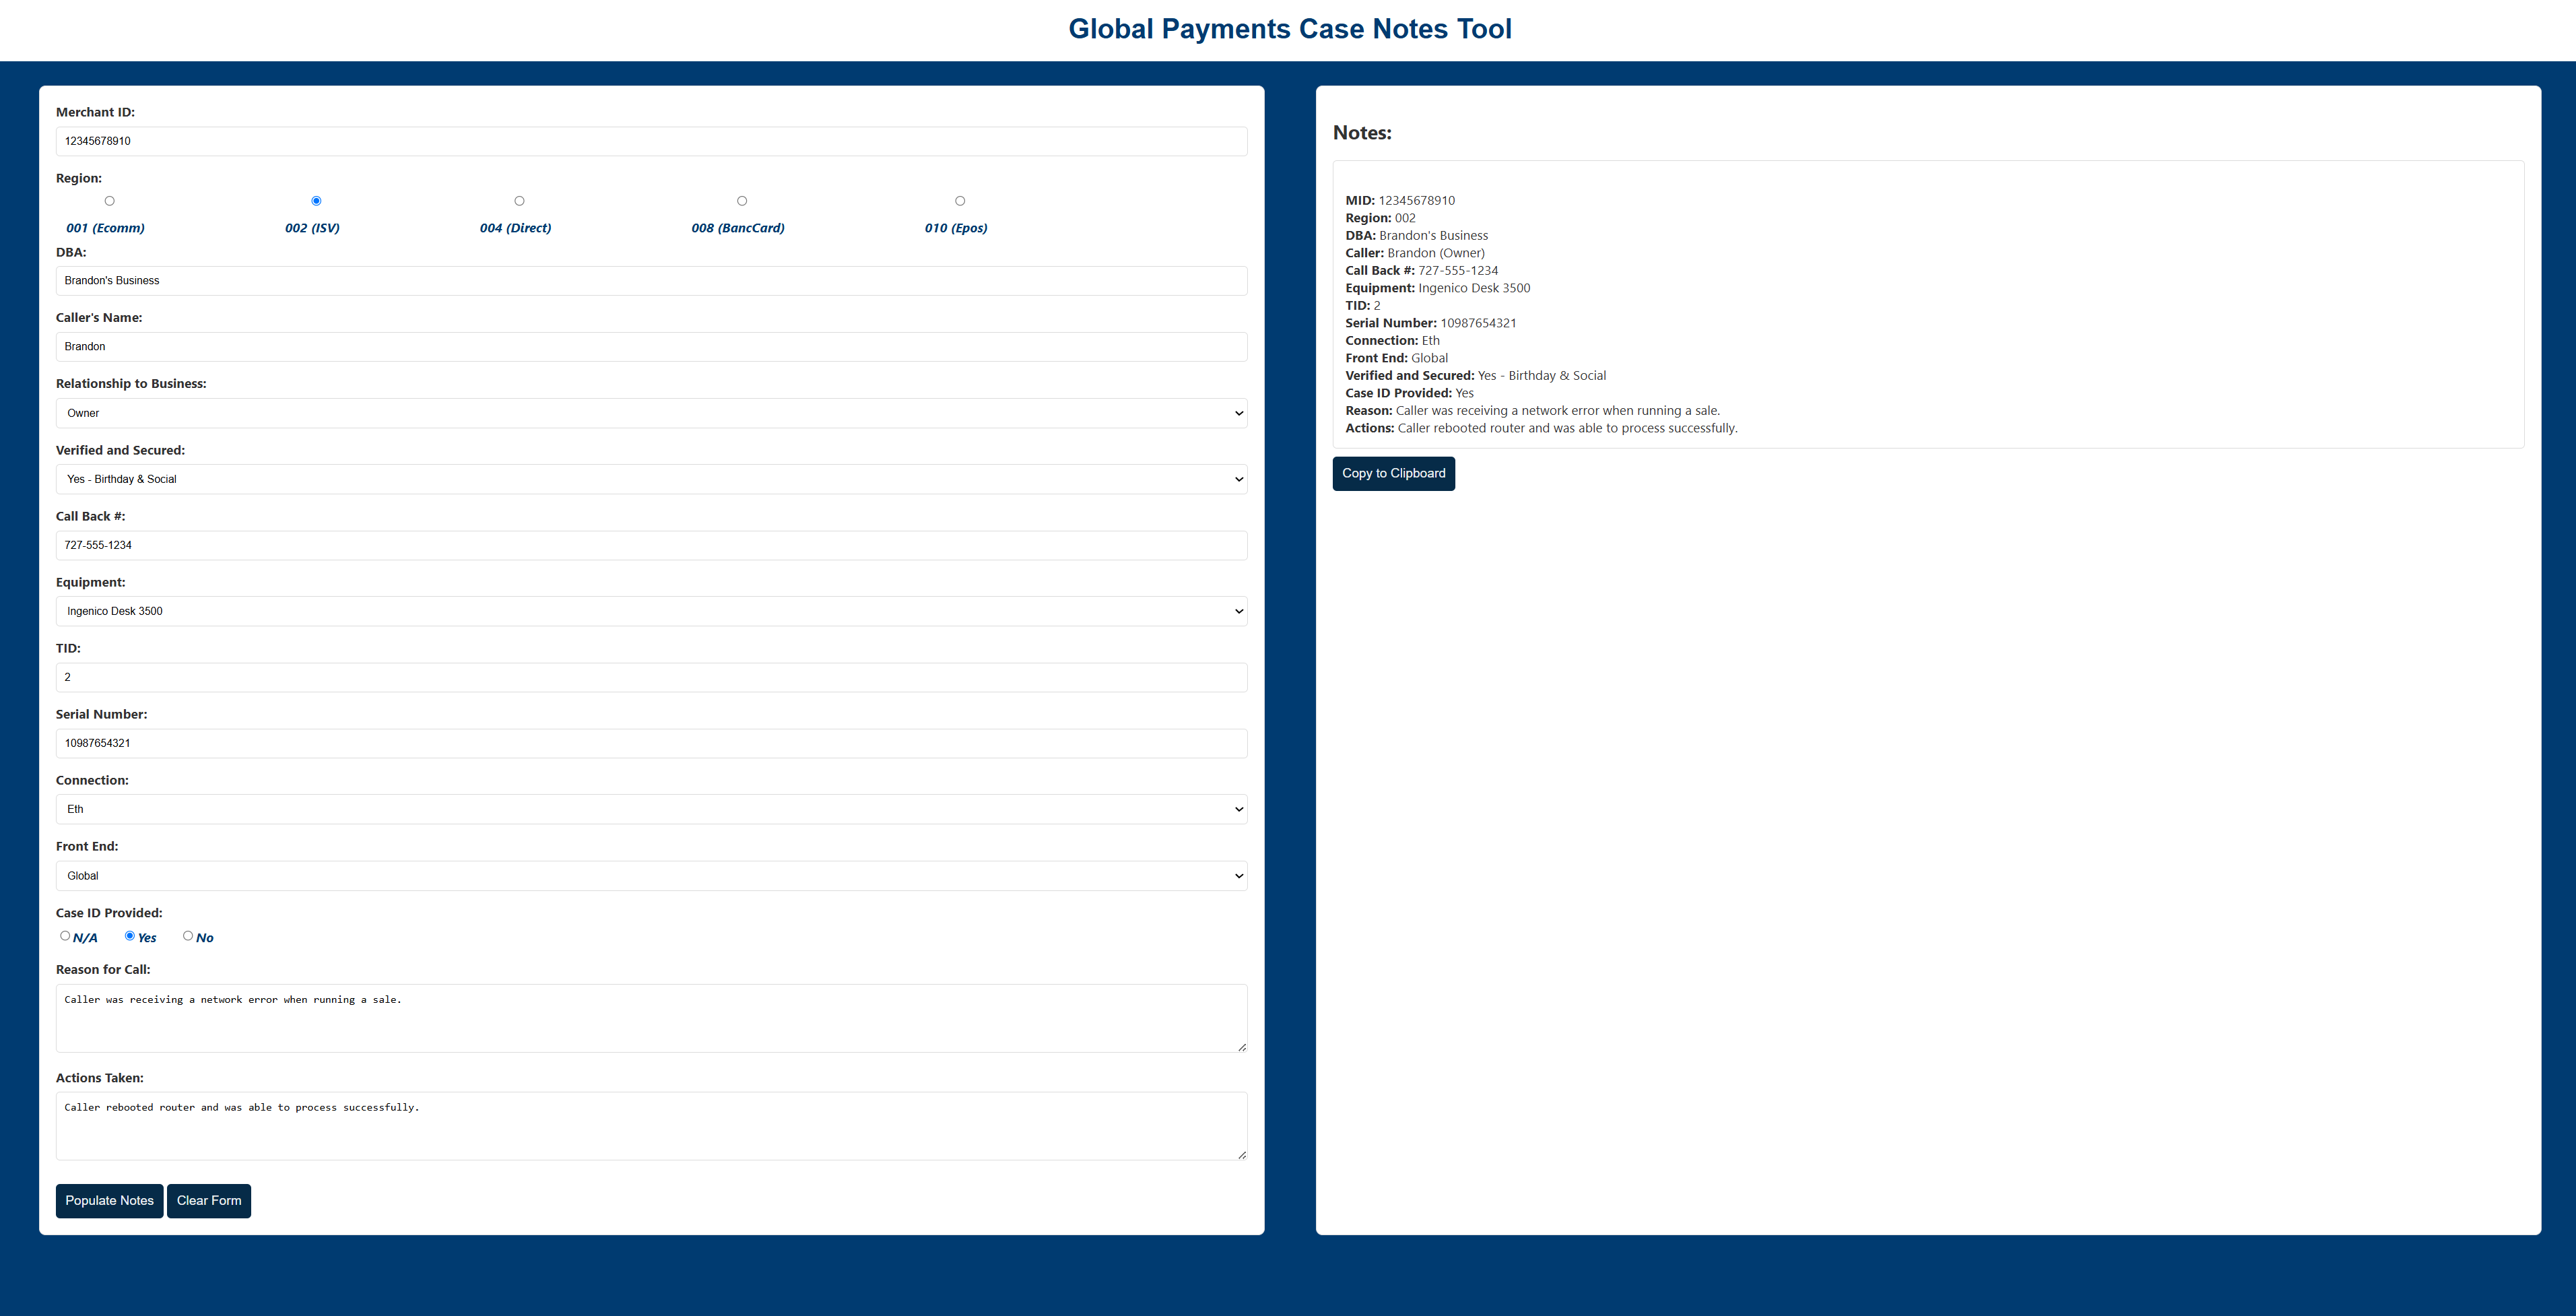 Global Payments Case Notes Tool
Merchant ID:
12345678910
Region:
001 (Ecomm) 002 (ISV) 004 (Direct) 008 (BancCard) 010 (Epos)
DBA:
Brandon's Business
Caller's Name:
Brandon
Relationship to Business:
Owner
Verified and Secured:
Yes - Birthday & Social
Call Back #:
727-555-1234
Equipment:
Ingenico Desk 3500
TID:
2
Serial Number:
10987654321
Connection:
Eth
Front End:
Global
Case ID Provided:
N/A Yes No
Reason for Call:
Caller was receiving a network error when running a sale.
Actions Taken:
Caller rebooted router and was able to process successfully.
Populate Notes Clear Form
Notes:
MID: 12345678910
Region: 002
DBA: Brandon's Business
Caller: Brandon (Owner)
Call Back #: 727-555-1234
Equipment: Ingenico Desk 3500
TID: 2
Serial Number: 10987654321
Connection: Eth
Front End: Global
Verified and Secured: Yes - Birthday & Social
Case ID Provided: Yes
Reason: Caller was receiving a network error when running a sale.
Actions: Caller rebooted router and was able to process successfully.
Copy to Clipboard